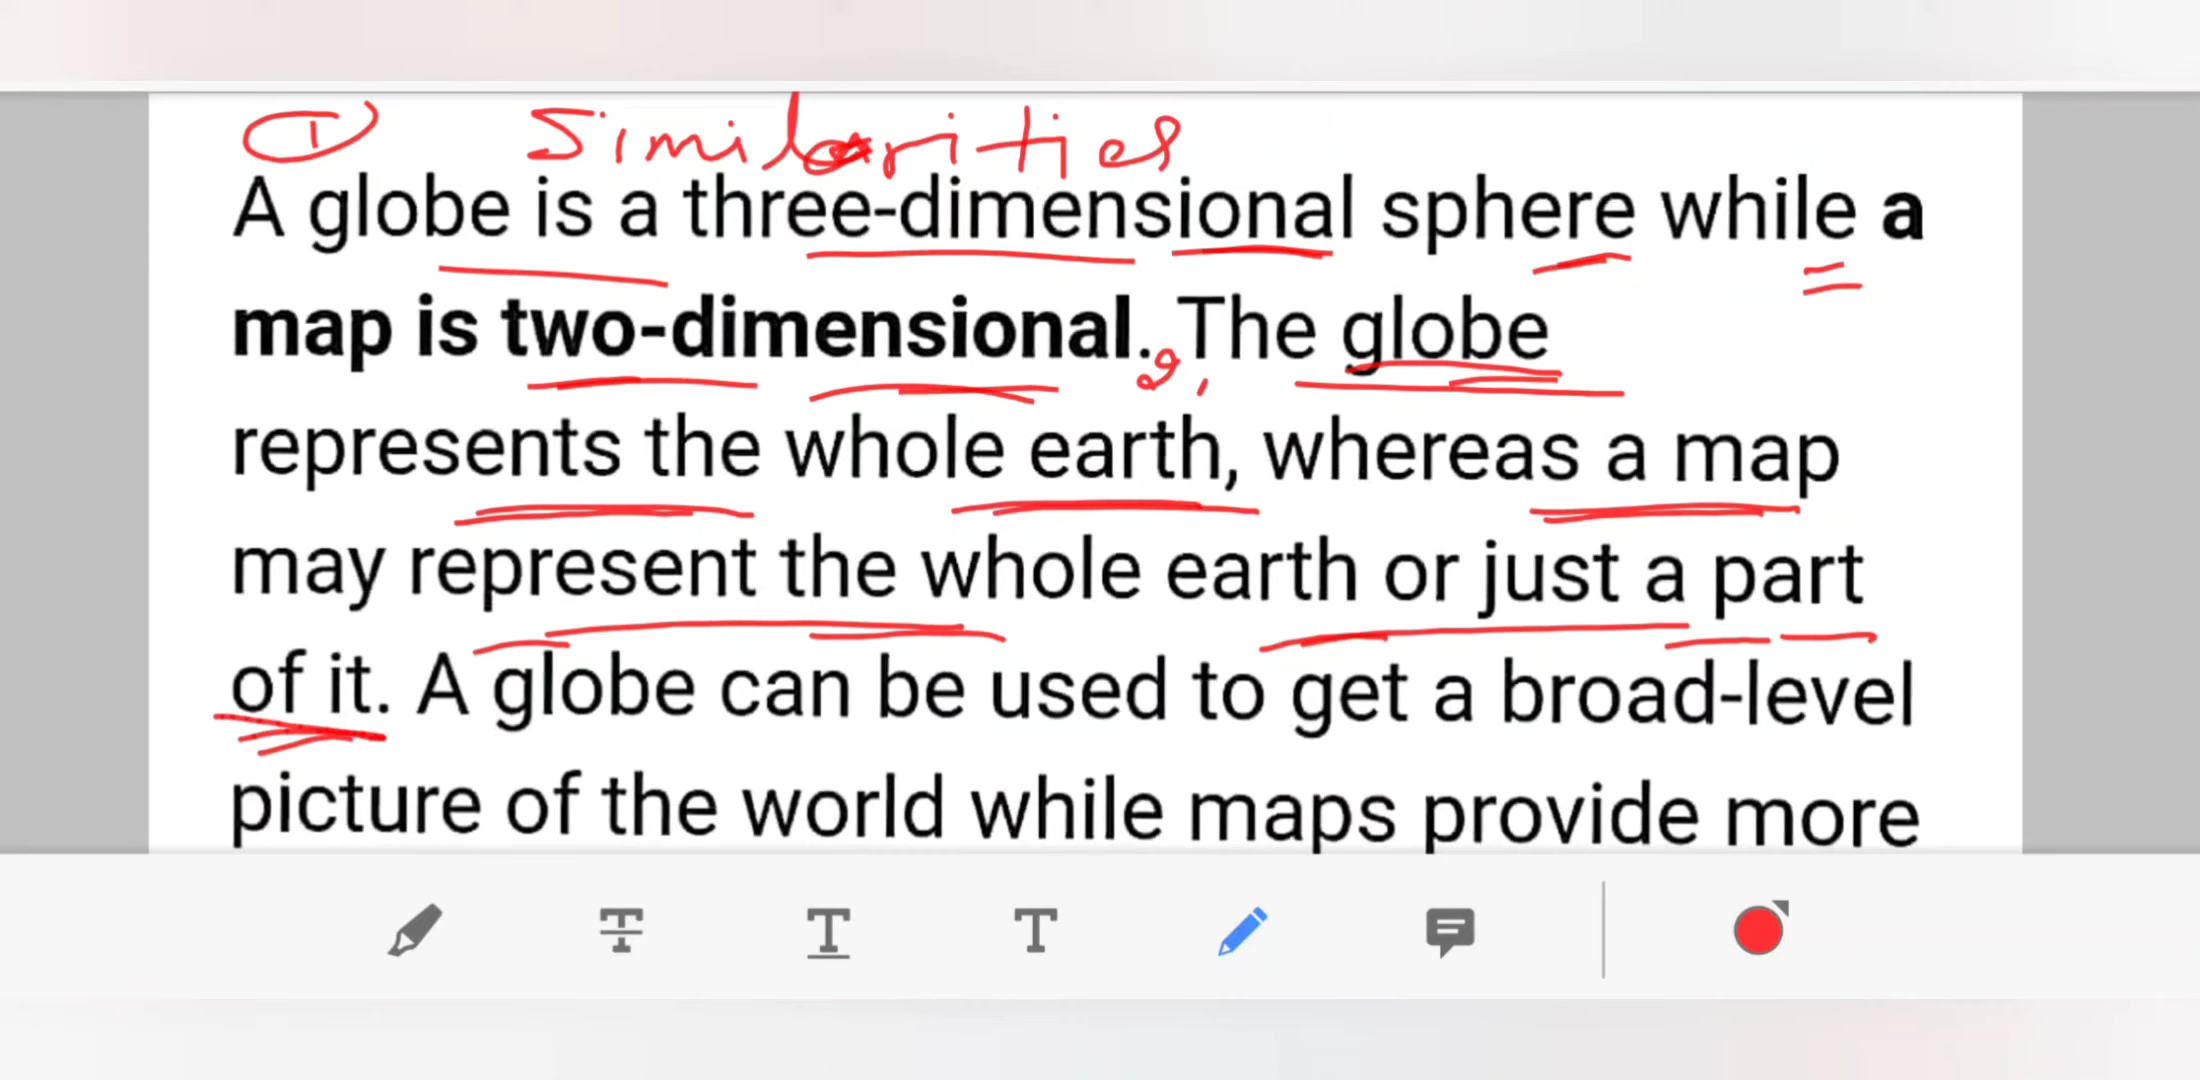 ① Similarities
A globe is a three-dimensional sphere while a
map is two-dimensional. The globe
represents the whole earth, whereas a map
may represent the whole earth or just a part
of it. A globe can be used to get a broad-level
picture of the world while maps provide more